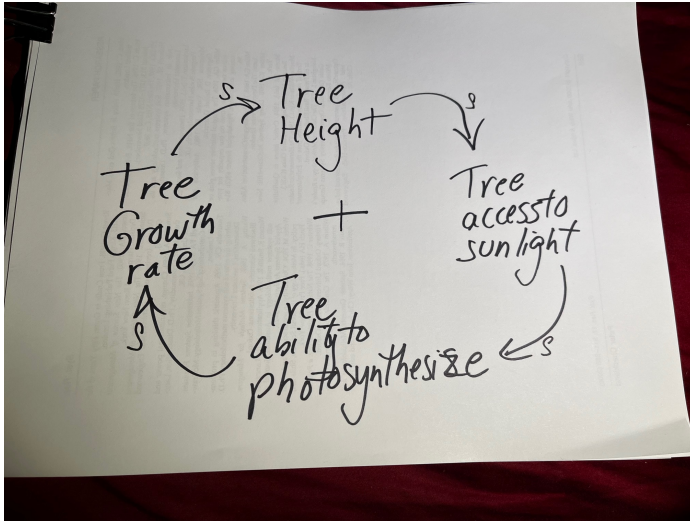 S
Tree
Height
S
Tree
Growth
rate
+
Tree
access to
sunlight
Tree
ability to
photosynthesize
S
S